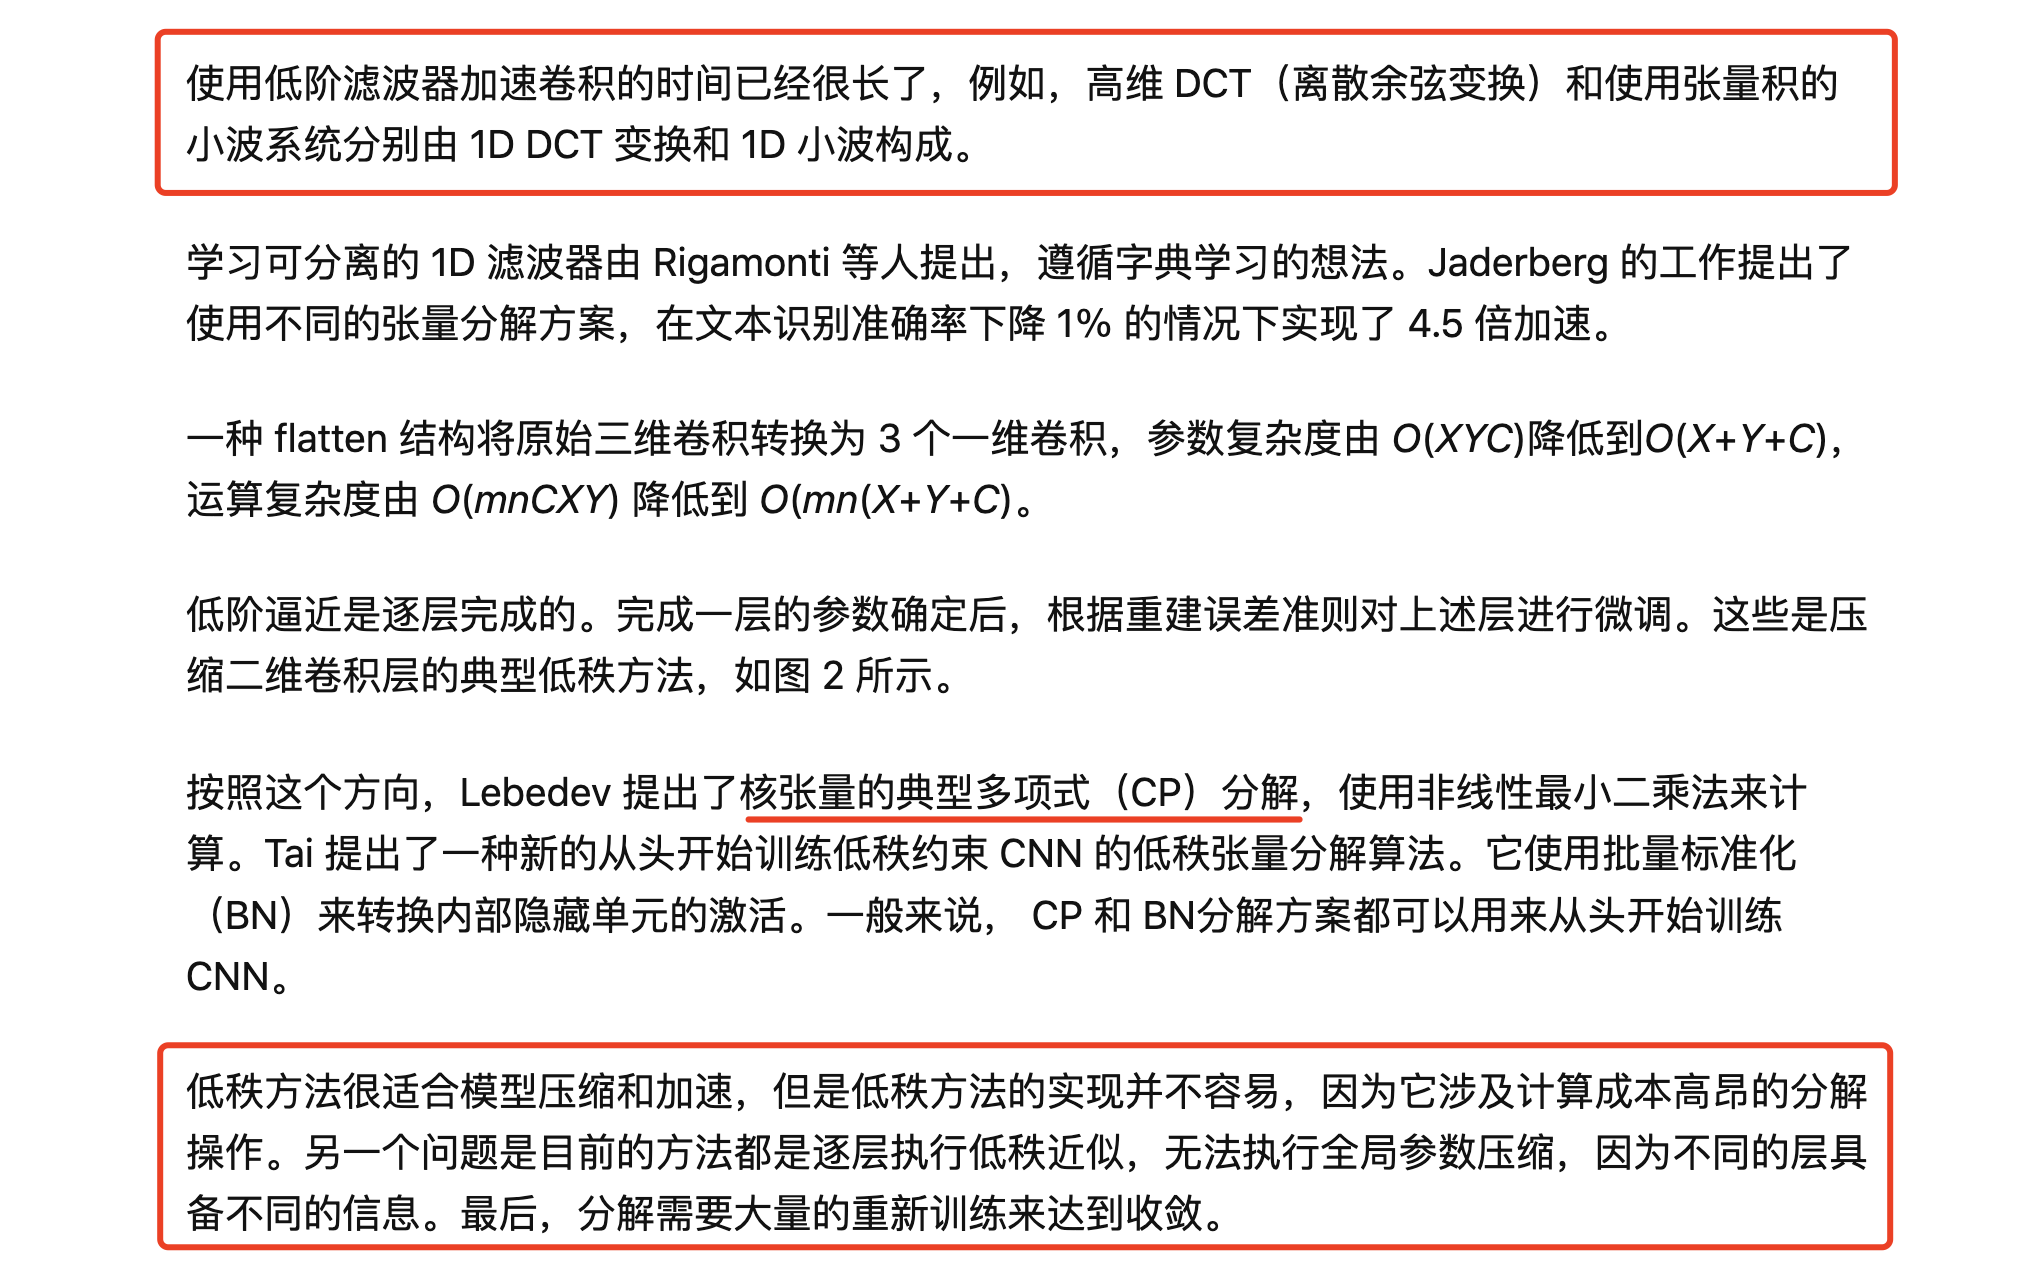 使用低阶滤波器加速卷积的时间已经很长了，例如，高维 DCT（离散余弦变换）和使用张量积的
小波系统分别由 1D DCT 变换和 1D 小波构成。
学习可分离的 1D 滤波器由 Rigamonti 等人提出，遵循字典学习的想法。Jaderberg 的工作提出了
使用不同的张量分解方案，在文本识别准确率下降 1% 的情况下实现了 4.5 倍加速。
一种 flatten 结构将原始三维卷积转换为 3 个一维卷积，参数复杂度由 O(XYC)降低到O(X+Y+C)，
运算复杂度由 O(mnCXY) 降低到 O(mn(X+Y+C)。
低阶逼近是逐层完成的。完成一层的参数确定后，根据重建误差准则对上述层进行微调。这些是压
缩二维卷积层的典型低秩方法，如图 2 所示。
按照这个方向，Lebedev 提出了核张量的典型多项式（CP）分解，使用非线性最小二乘法来计
算。Tai 提出了一种新的从头开始训练低秩约束 CNN 的低秩张量分解算法。它使用批量标准化
（BN）来转换内部隐藏单元的激活。一般来说， CP 和 BN分解方案都可以用来从头开始训练
CNN。
低秩方法很适合模型压缩和加速，但是低秩方法的实现并不容易，因为它涉及计算成本高昂的分解
操作。另一个问题是目前的方法都是逐层执行低秩近似，无法执行全局参数压缩，因为不同的层具
备不同的信息。最后，分解需要大量的重新训练来达到收敛。